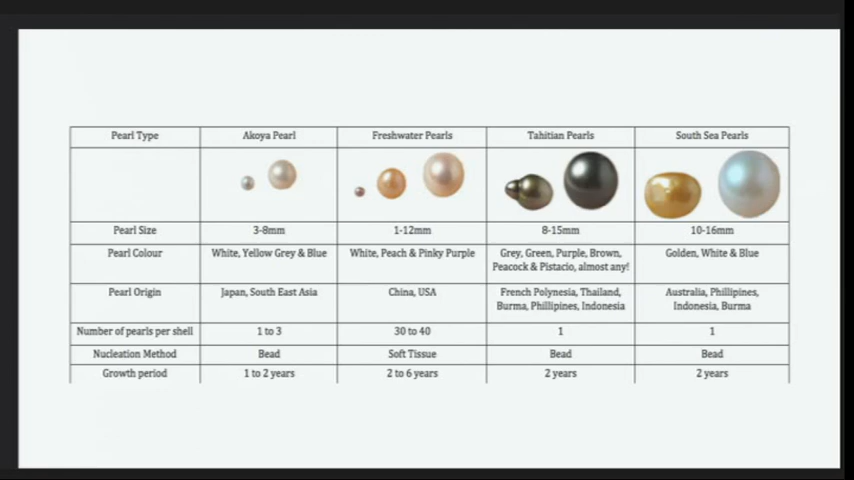 Pearl Type Akoya Pearl Freshwater Pearls Tahitian Pearls South Sea Pearls
Pearl Size 3-8mm 1-12mm 8-15mm 10-16mm
Pearl Colour White, Yellow Grey & Blue White, Peach & Pinky Purple Grey, Green, Purple, Brown, Golden, White & Blue
Peacock & Pistacio, almost any!
Pearl Origin Japan, South East Asia China, USA French Polynesia, Thailand, Australia, Phillipines,
Burma, Phillipines, Indonesia Indonesia, Burma
Number of pearls per shell 1 to 3 30 to 40 1 1
Nucleation Method Bead Soft Tissue Bead Bead
Growth period 1 to 2 years 2 to 6 years 2 years 2 years